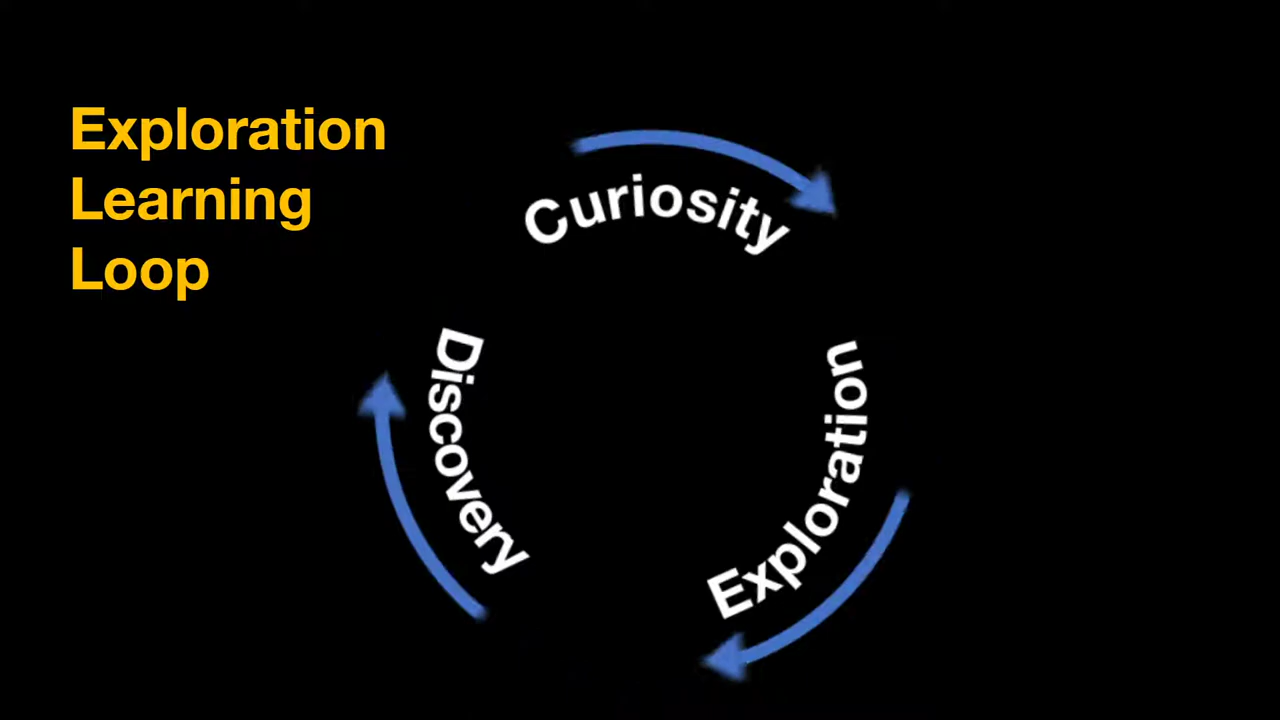 Exploration
Learning
Loop
Curiosity
Exploration
Discovery